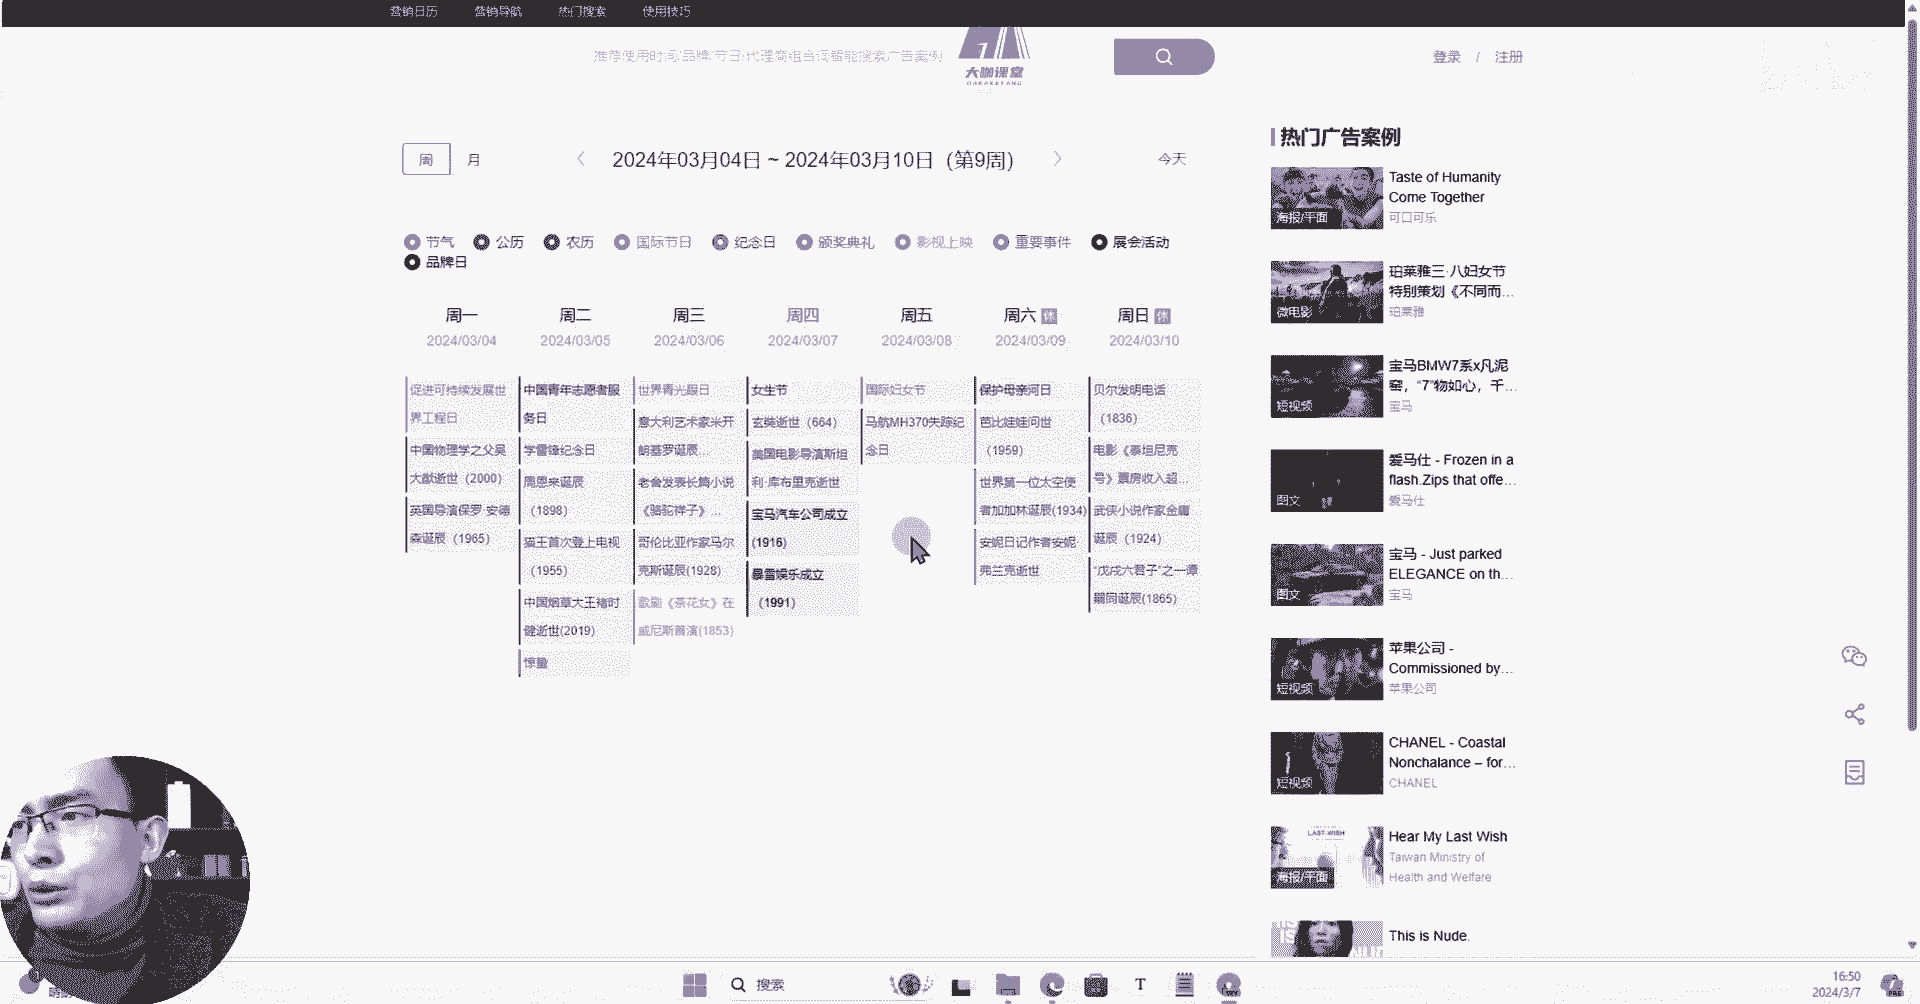 营销日历 营销导航 热门搜索 使用技巧
推荐使用时间/品牌/节日/代理商组合词智能搜索广告案例
大咖课堂
DAKAKETANG
登录 / 注册
周 月 2024年03月04日 ~ 2024年03月10日（第9周） 今天
节气 公历 农历 国际节日 纪念日 颁奖典礼 影视上映 重要事件 展会活动
品牌日
周一
2024/03/04
促进可持续发展世
界工程日
中国物理学之父吴
大猷逝世（2000）
英国导演保罗·安德
森诞辰（1965）
周二
2024/03/05
中国青年志愿者服
务日
学雷锋纪念日
周恩来诞辰
（1898）
猫王首次登上电视
（1955）
中国烟草大王褚时
健逝世(2019)
惊蛰
周三
2024/03/06
世界青光眼日
意大利艺术家米开
朗基罗诞辰...
老舍发表长篇小说
《骆驼祥子》...
哥伦比亚作家马尔
克斯诞辰(1928)
歌剧《茶花女》在
威尼斯首演(1853)
周四
2024/03/07
女生节
玄奘逝世（664）
美国电影导演斯坦
利·库布里克逝世
宝马汽车公司成立
(1916)
暴雪娱乐成立
（1991）
周五
2024/03/08
国际妇女节
马航MH370失踪纪
念日
周六 休
2024/03/09
保护母亲河日
芭比娃娃问世
（1959）
世界第一位太空使
者加加林诞辰(1934)
安妮日记作者安妮·
弗兰克逝世
周日 休
2024/03/10
贝尔发明电话
（1836）
电影《泰坦尼克
号》票房收入超...
武侠小说作家金庸
诞辰（1924）
“戊戌六君子”之一谭
嗣同诞辰(1865)
热门广告案例
海报/平面
Taste of Humanity
Come Together
可口可乐
微电影
珀莱雅三·八妇女节
特别策划《不同而...
珀莱雅
短视频
宝马BMW7系x凡泥
窑，“7”物如心，千...
宝马
图文
爱马仕 - Frozen in a
flash.Zips that offe...
爱马仕
图文
宝马 - Just parked
ELEGANCE on th...
宝马
短视频
苹果公司 -
Commissioned by...
苹果公司
短视频
CHANEL - Coastal
Nonchalance – for...
CHANEL
LAST WISH
海报/平面
Hear My Last Wish
Taiwan Ministry of
Health and Welfare
This is Nude.
搜索
16:50
2024/3/7